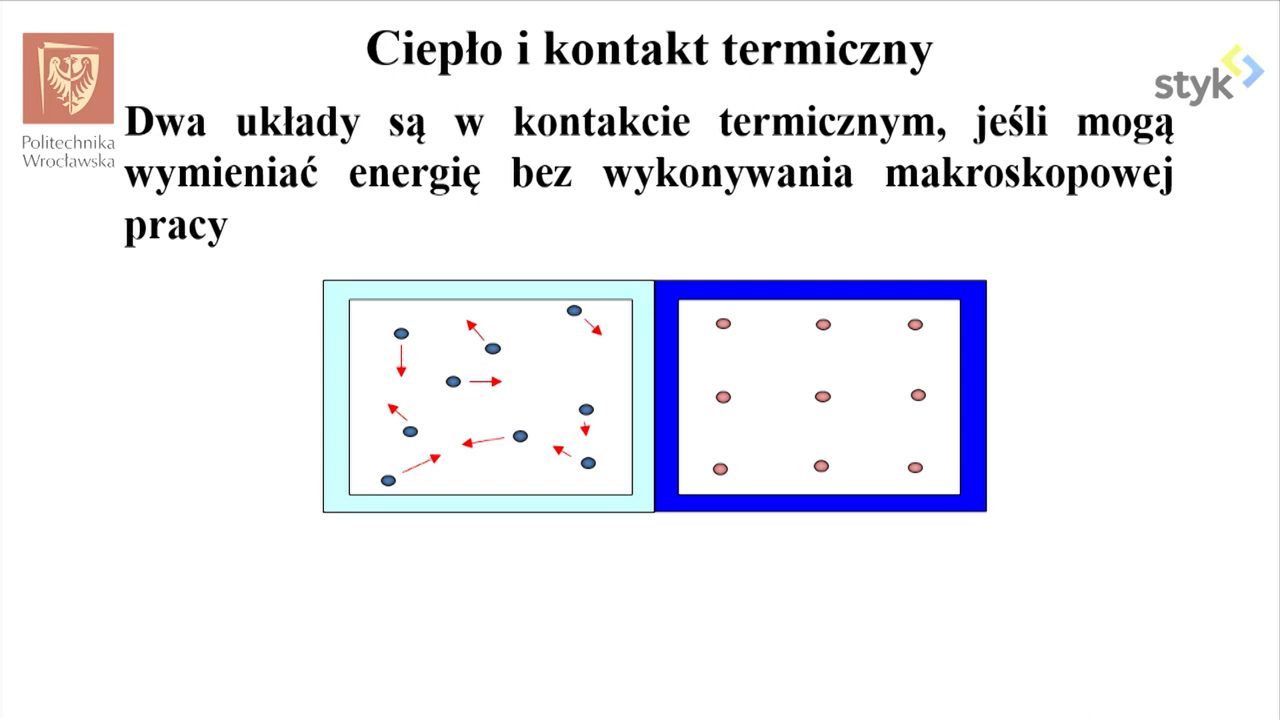 Ciepło i kontakt termiczny
styk
Politechnika
Wrocławska
Dwa układy są w kontakcie termicznym, jeśli mogą
wymieniać energię bez wykonywania makroskopowej
pracy